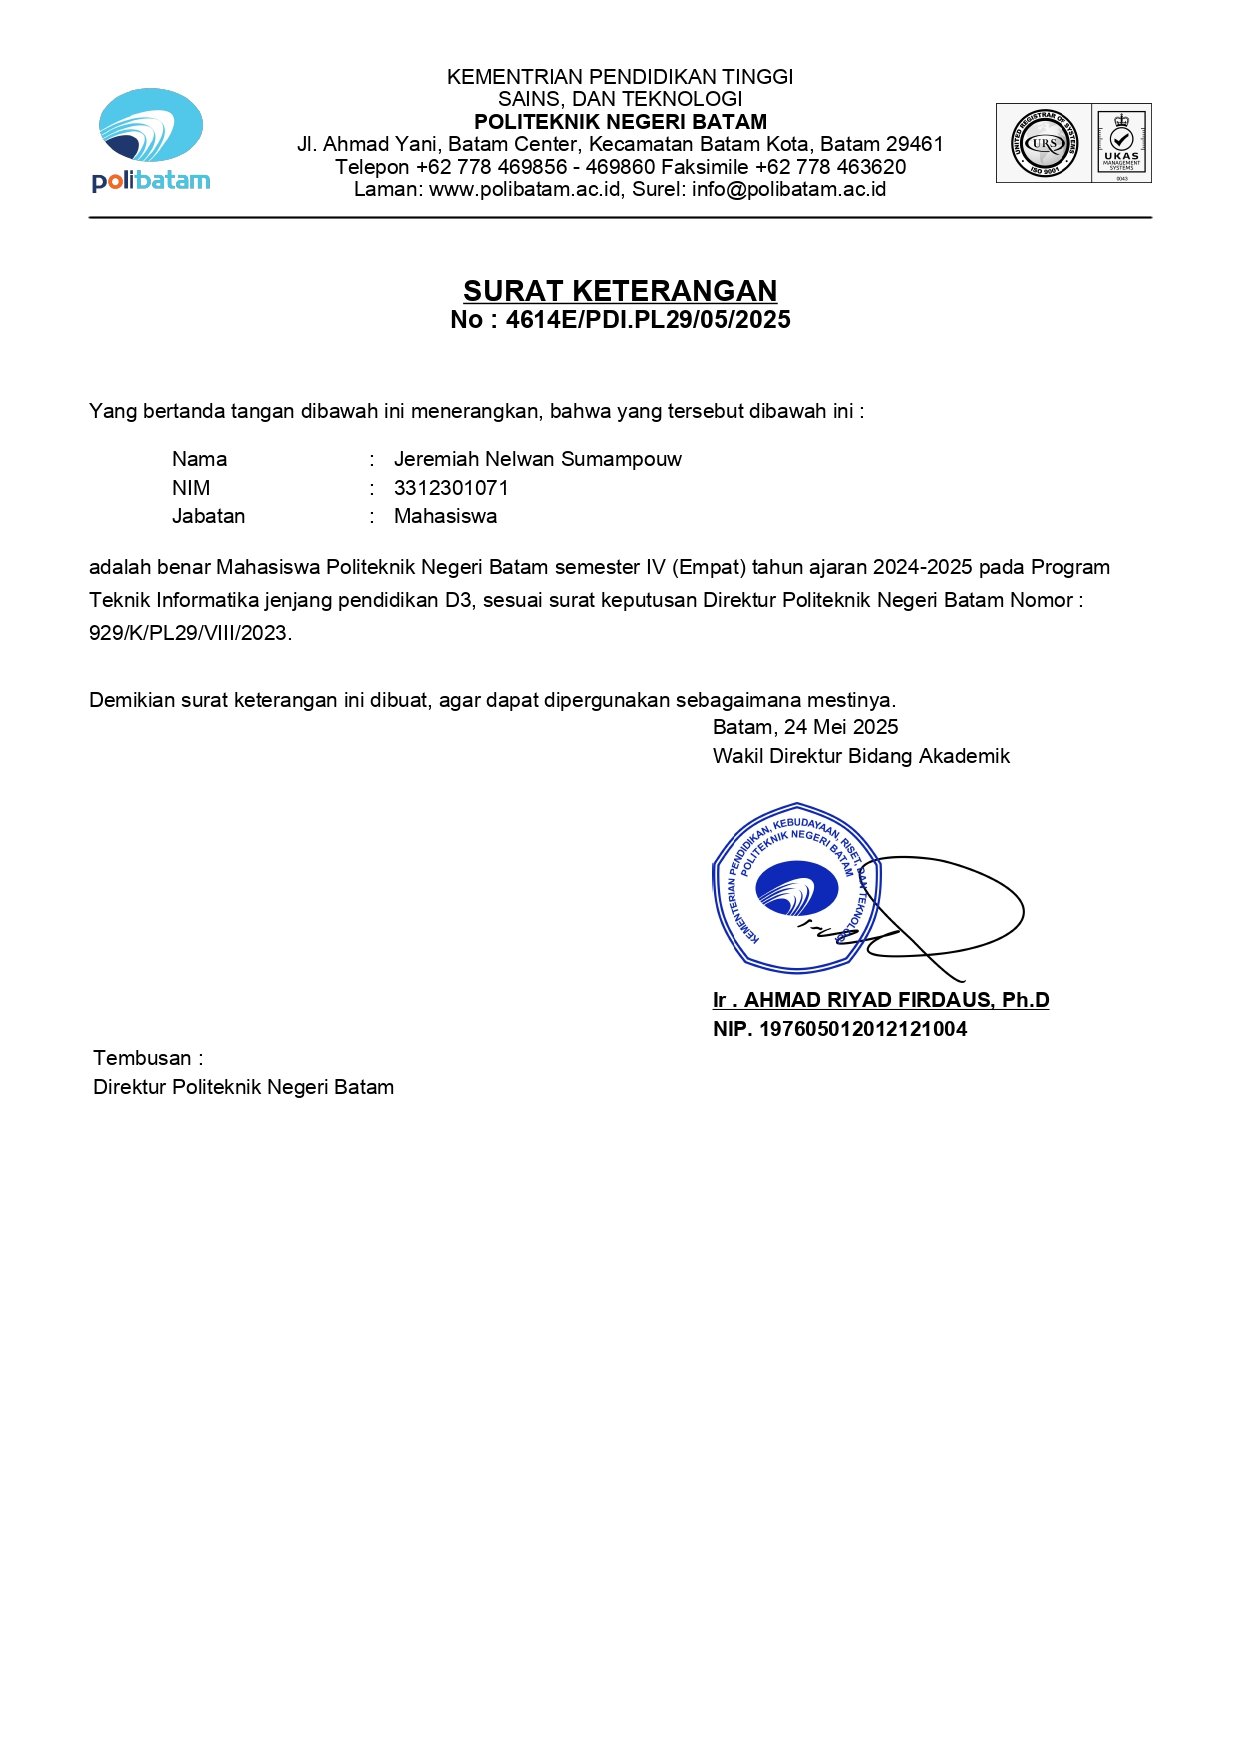 KEMENTRIAN PENDIDIKAN TINGGI
SAINS, DAN TEKNOLOGI
POLITEKNIK NEGERI BATAM
Jl. Ahmad Yani, Batam Center, Kecamatan Batam Kota, Batam 29461
Telepon +62 778 469856 - 469860 Faksimile +62 778 463620
Laman: www.polibatam.ac.id, Surel: info@polibatam.ac.id
polibatam
UNITED REGISTRAR OF SYSTEMS
URS
ISO 9001
UKAS
MANAGEMENT
SYSTEMS
0043
SURAT KETERANGAN
No : 4614E/PDI.PL29/05/2025
Yang bertanda tangan dibawah ini menerangkan, bahwa yang tersebut dibawah ini :
Nama : Jeremiah Nelwan Sumampouw
NIM : 3312301071
Jabatan : Mahasiswa
adalah benar Mahasiswa Politeknik Negeri Batam semester IV (Empat) tahun ajaran 2024-2025 pada Program
Teknik Informatika jenjang pendidikan D3, sesuai surat keputusan Direktur Politeknik Negeri Batam Nomor :
929/K/PL29/VIII/2023.
Demikian surat keterangan ini dibuat, agar dapat dipergunakan sebagaimana mestinya.
Batam, 24 Mei 2025
Wakil Direktur Bidang Akademik
KEMENTERIAN PENDIDIKAN, KEBUDAYAAN, RISET, DAN TEKNOLOGI
POLITEKNIK NEGERI BATAM
Ir . AHMAD RIYAD FIRDAUS, Ph.D
NIP. 197605012012121004
Tembusan :
Direktur Politeknik Negeri Batam